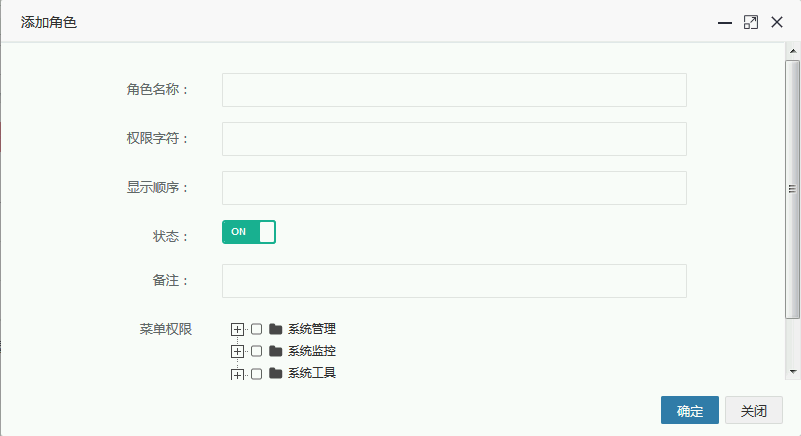 添加角色
角色名称：
权限字符：
显示顺序：
状态：
ON
备注：
菜单权限
系统管理
系统监控
系统工具
确定 关闭